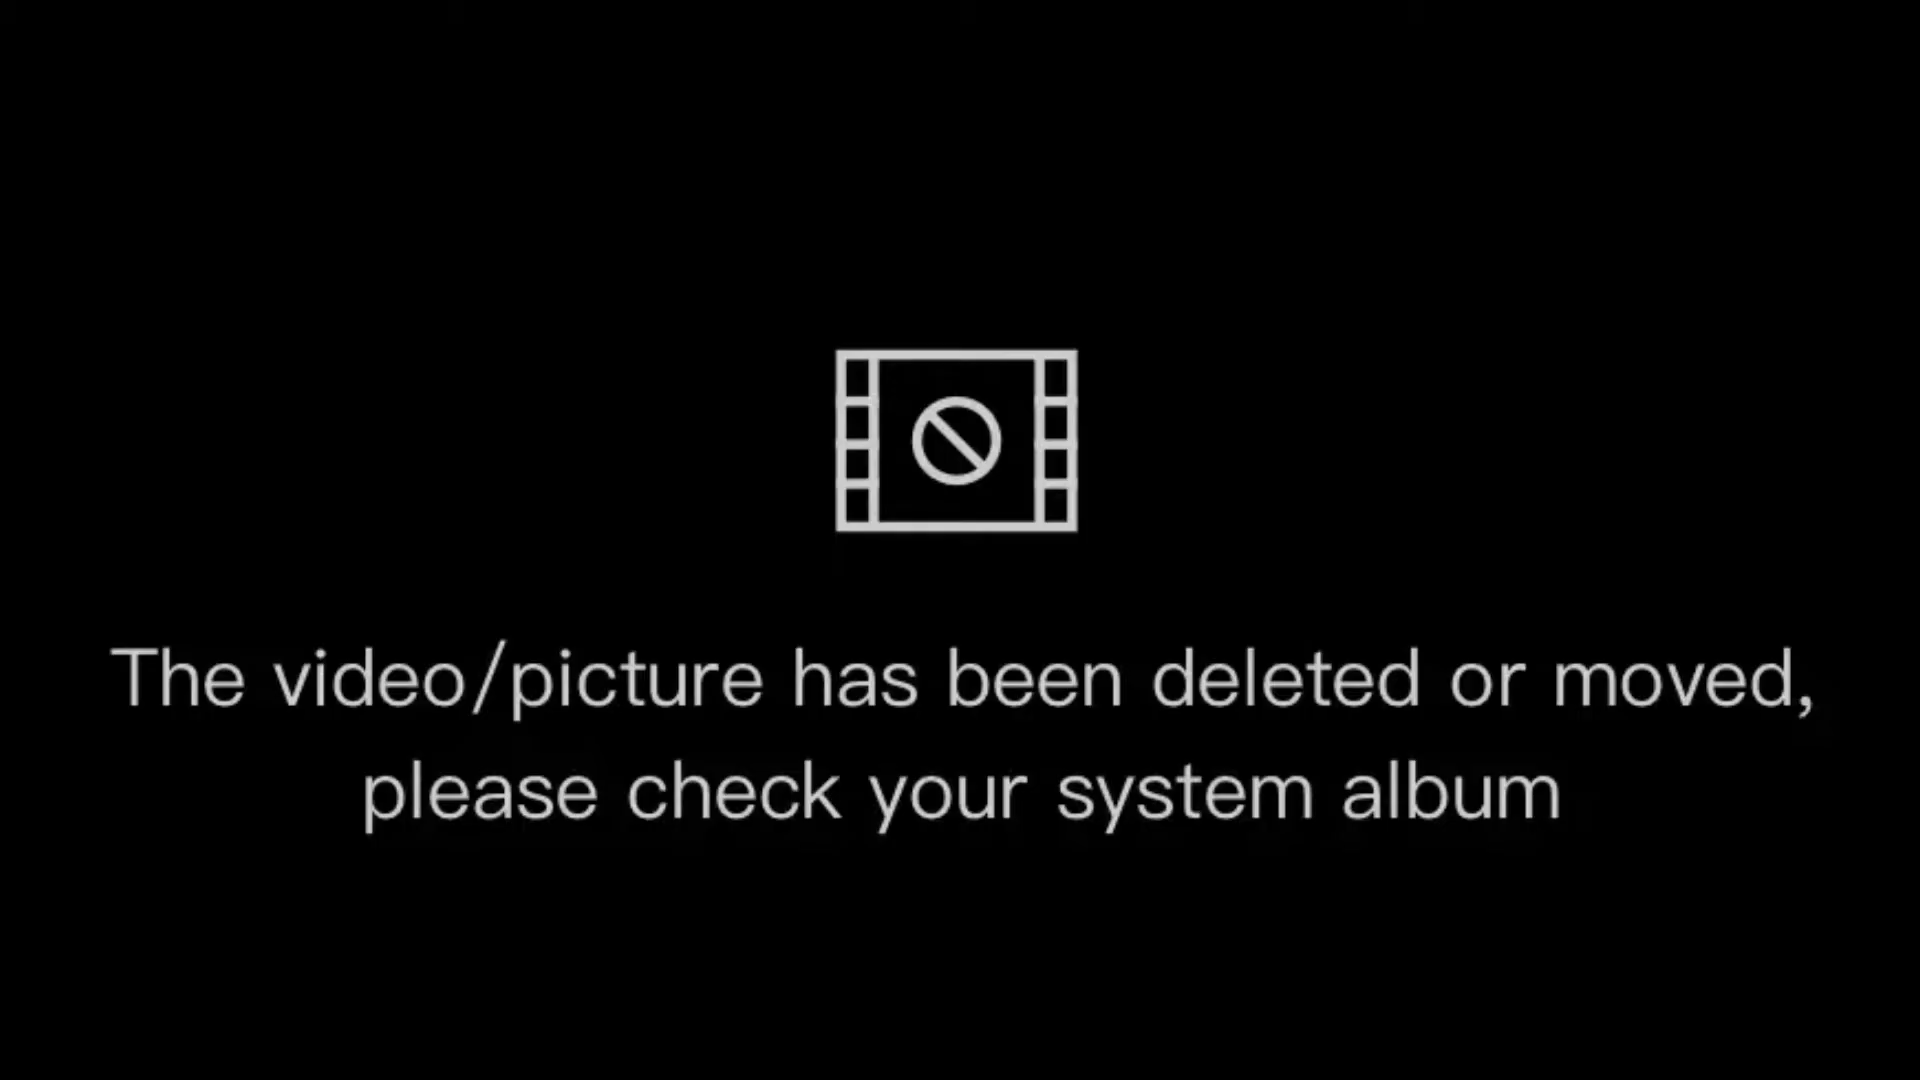 The video/picture has been deleted or moved,
please check your system album